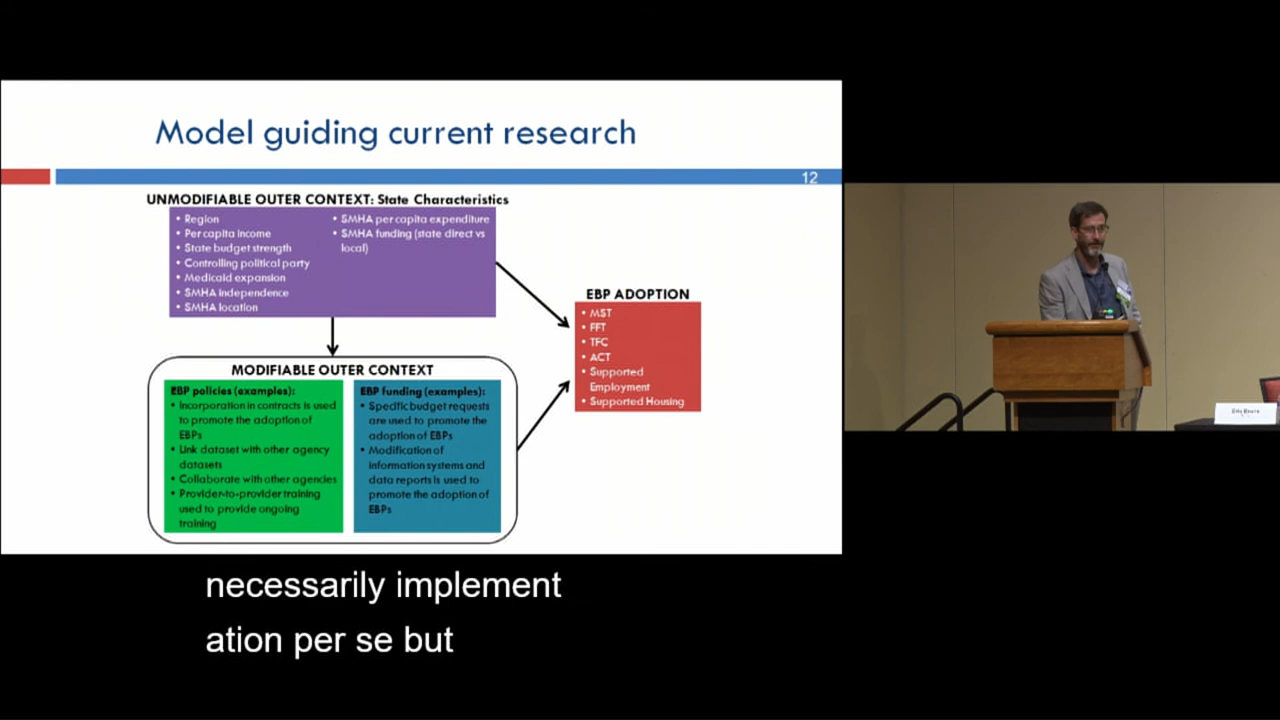 Model guiding current research
12
UNMODIFIABLE OUTER CONTEXT: State Characteristics
• Region
• Per capita income
• State budget strength
• Controlling political party
• Medicaid expansion
• SMHA independence
• SMHA location
• SMHA per capita expenditure
• SMHA funding (state direct vs
local)
EBP ADOPTION
• MST
• FFT
• TFC
• ACT
• Supported
Employment
• Supported Housing
MODIFIABLE OUTER CONTEXT
EBP policies (examples):
• Incorporation in contracts is used
to promote the adoption of
EBPs
• Link dataset with other agency
datasets
• Collaborate with other agencies
• Provider-to-provider training
used to provide ongoing
training
EBP funding (examples):
• Specific budget requests
are used to promote the
adoption of EBPs
• Modification of
information systems and
data reports is used to
promote the adoption of
EBPs
necessarily implement
ation per se but